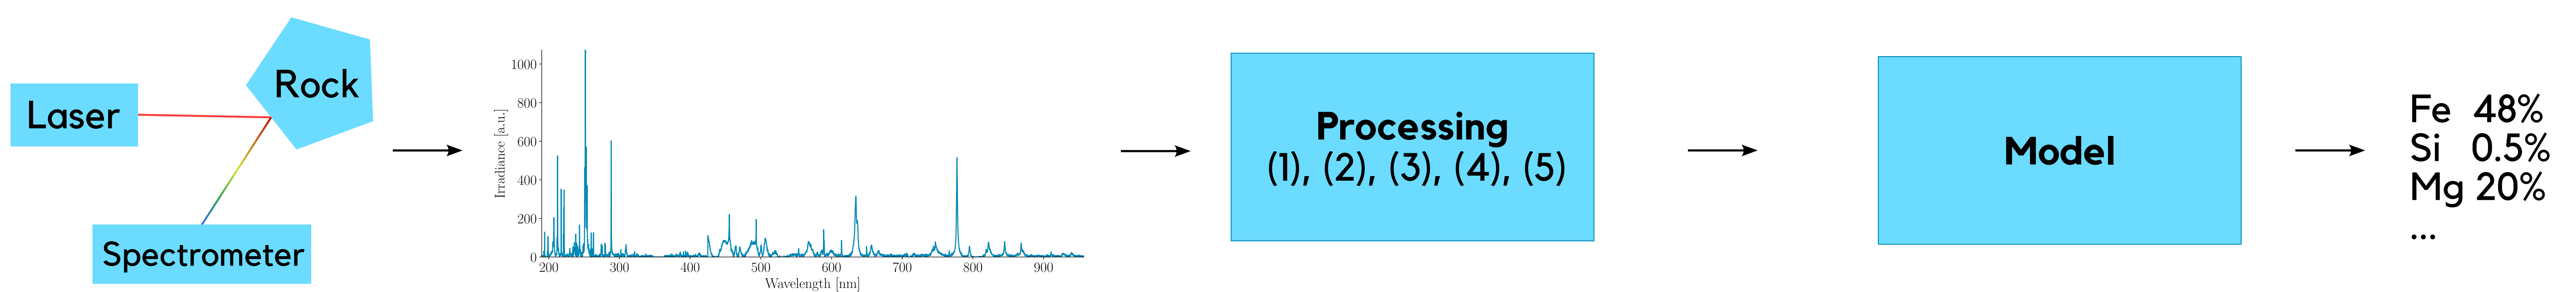 Laser
Rock
Spectrometer
Irradiance [a.u.]
1000
800
600
400
200
0
200 300 400 500 600 700 800 900
Wavelength [nm]
Processing
(1), (2), (3), (4), (5)
Model
Fe 48%
Si 0.5%
Mg 20%
...